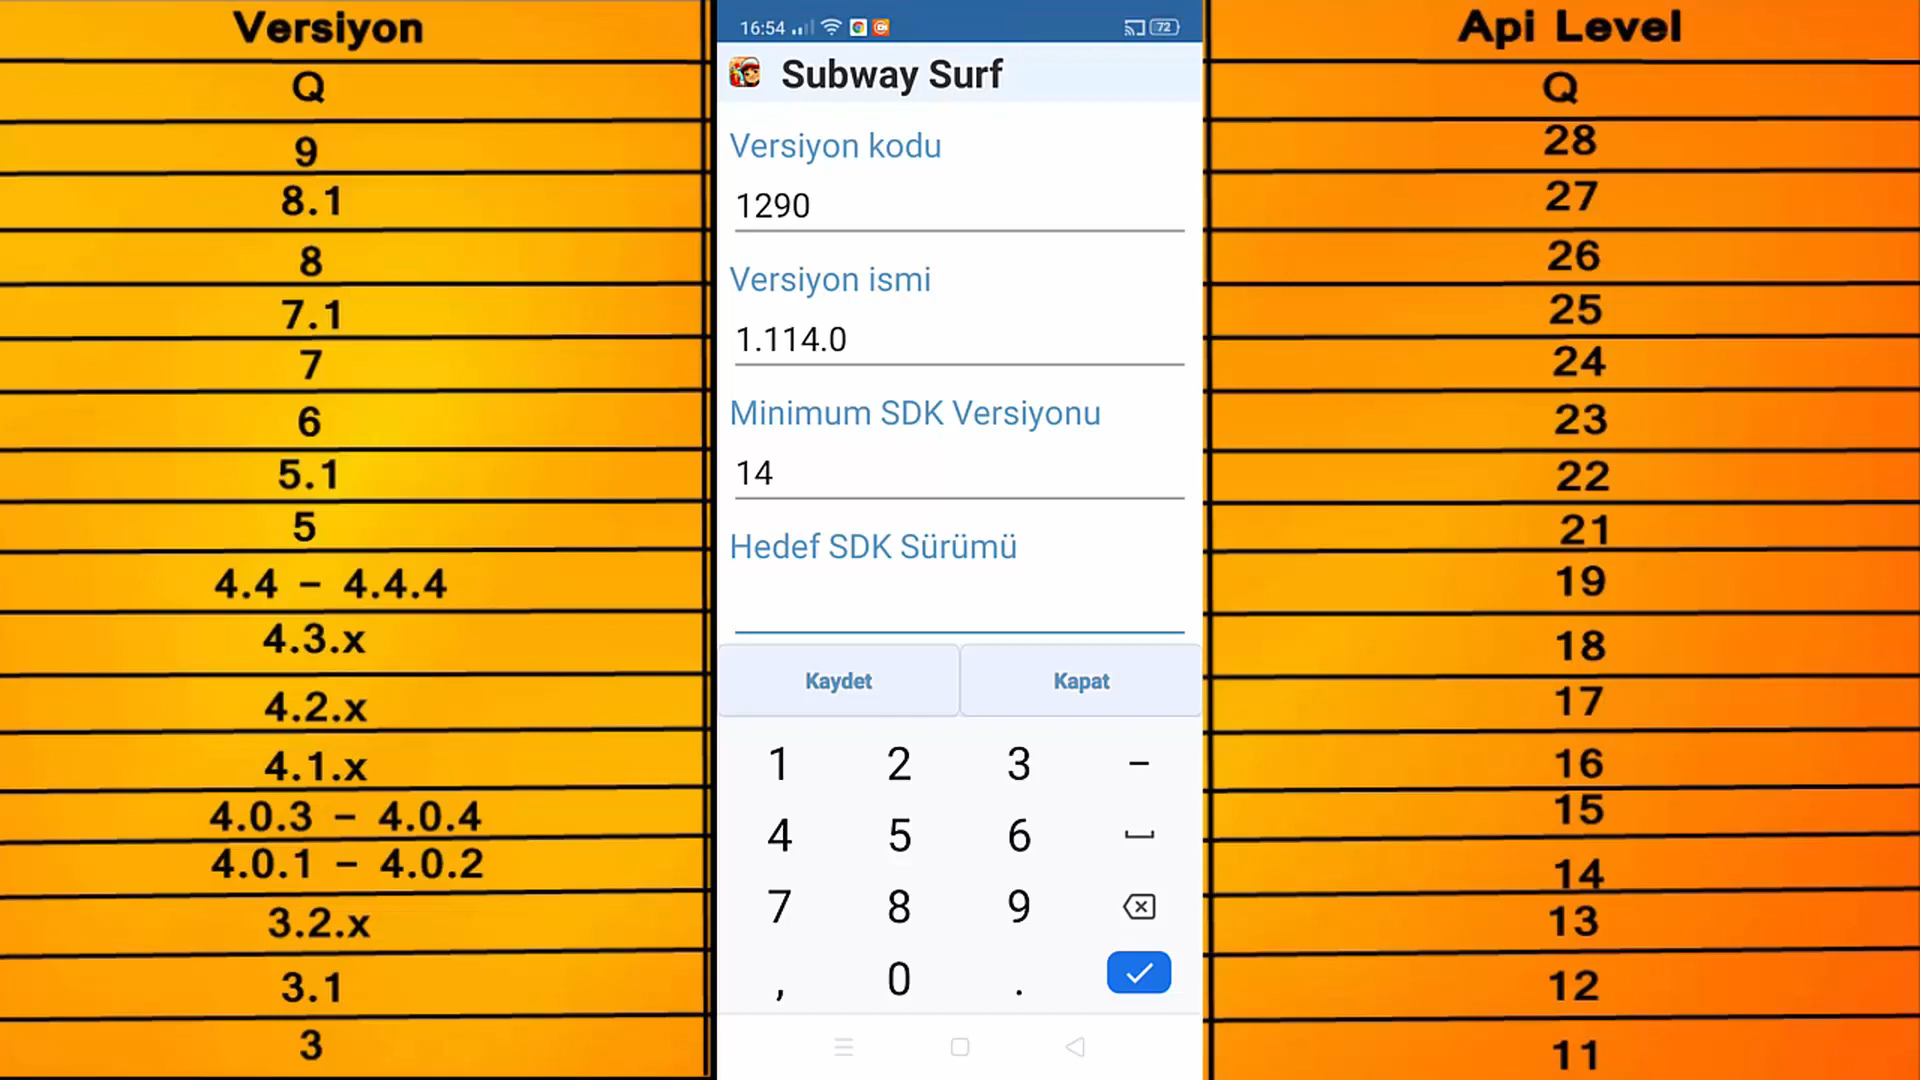 Versiyon
Q
9
8.1
8
7.1
7
6
5.1
5
4.4 - 4.4.4
4.3.x
4.2.x
4.1.x
4.0.3 - 4.0.4
4.0.1 - 4.0.2
3.2.x
3.1
3
16:54
72
Subway Surf
Versiyon kodu
1290
Versiyon ismi
1.114.0
Minimum SDK Versiyonu
14
Hedef SDK Sürümü
Kaydet Kapat
1 2 3 –
4 5 6
7 8 9
, 0 .
Api Level
Q
28
27
26
25
24
23
22
21
19
18
17
16
15
14
13
12
11